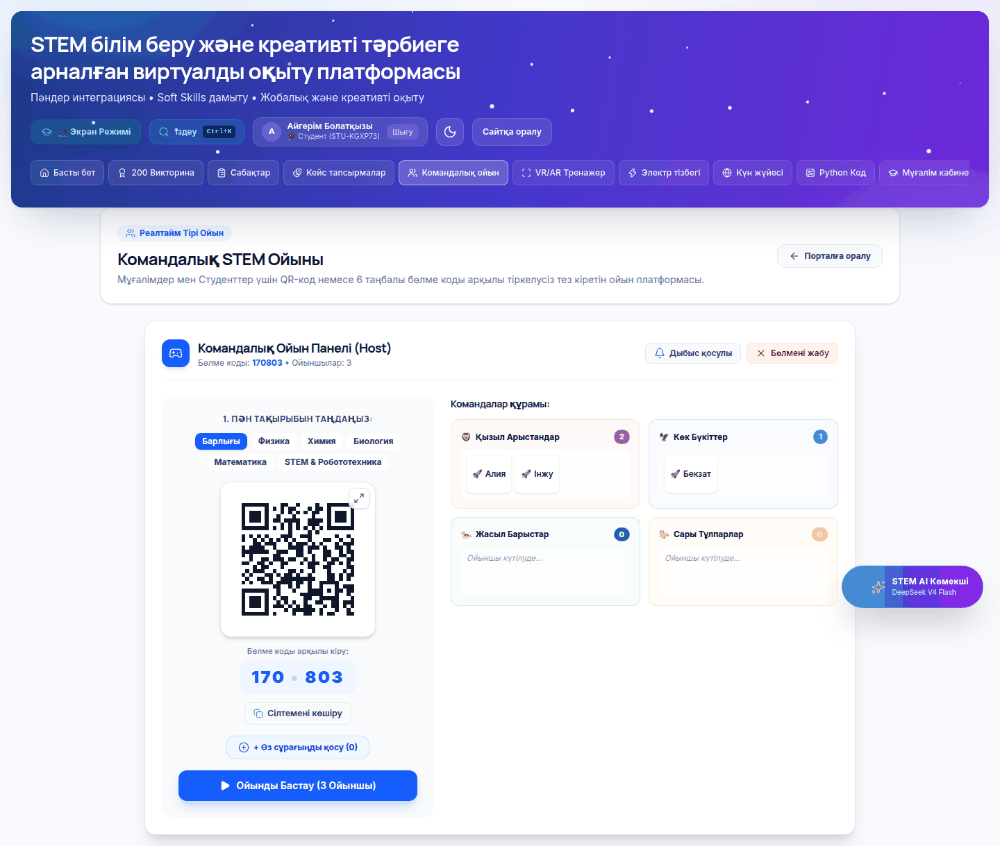 STEM білім беру және креативті тәрбиеге
арналған виртуалды оқыту платформасы
Пәндер интеграциясы • Soft Skills дамыту • Жобалық және креативті оқыту
Экран Режимі
Іздеу Ctrl+K
A
Айгерім Болатқызы
Студент (STU-KGXP73)
Шығу
Сайтқа оралу
Басты бет
200 Викторина
Сабақтар
Кейс тапсырмалар
Командалық ойын
VR/AR Тренажер
Электр тізбегі
Күн жүйесі
Python Код
Мұғалім
Реалтайм Тірі Ойын
Командалық STEM Ойыны
Мұғалімдер мен Студенттер үшін QR-код немесе 6 таңбалы бөлме коды арқылы тіркелусіз тез кіретін ойын платформасы.
Порталға оралу
Командалық Ойын Панелі (Host)
Бөлме коды: 170803 • Ойыншылар: 3
Дыбыс қосулы
Бөлмені жабу
1. ПӘН ТАҚЫРЫБЫН ТАҢДАҢЫЗ:
Барлығы
Физика
Химия
Биология
Математика
STEM & Робототехника
Бөлме коды арқылы кіру:
170 • 803
Сілтемені көшіру
+ Өз сұрағыңды қосу (0)
Ойынды Бастау (3 Ойыншы)
Командалар құрамы:
Қызыл Арыстандар 2
Алия
Інжу
Көк Бүкіттер 1
Бекзат
Жасыл Барыстар 0
Ойыншы күтілуде...
Сары Тұлпарлар 0
Ойыншы күтілуде...
STEM AI Көмекші
DeepSeek V4 Flash